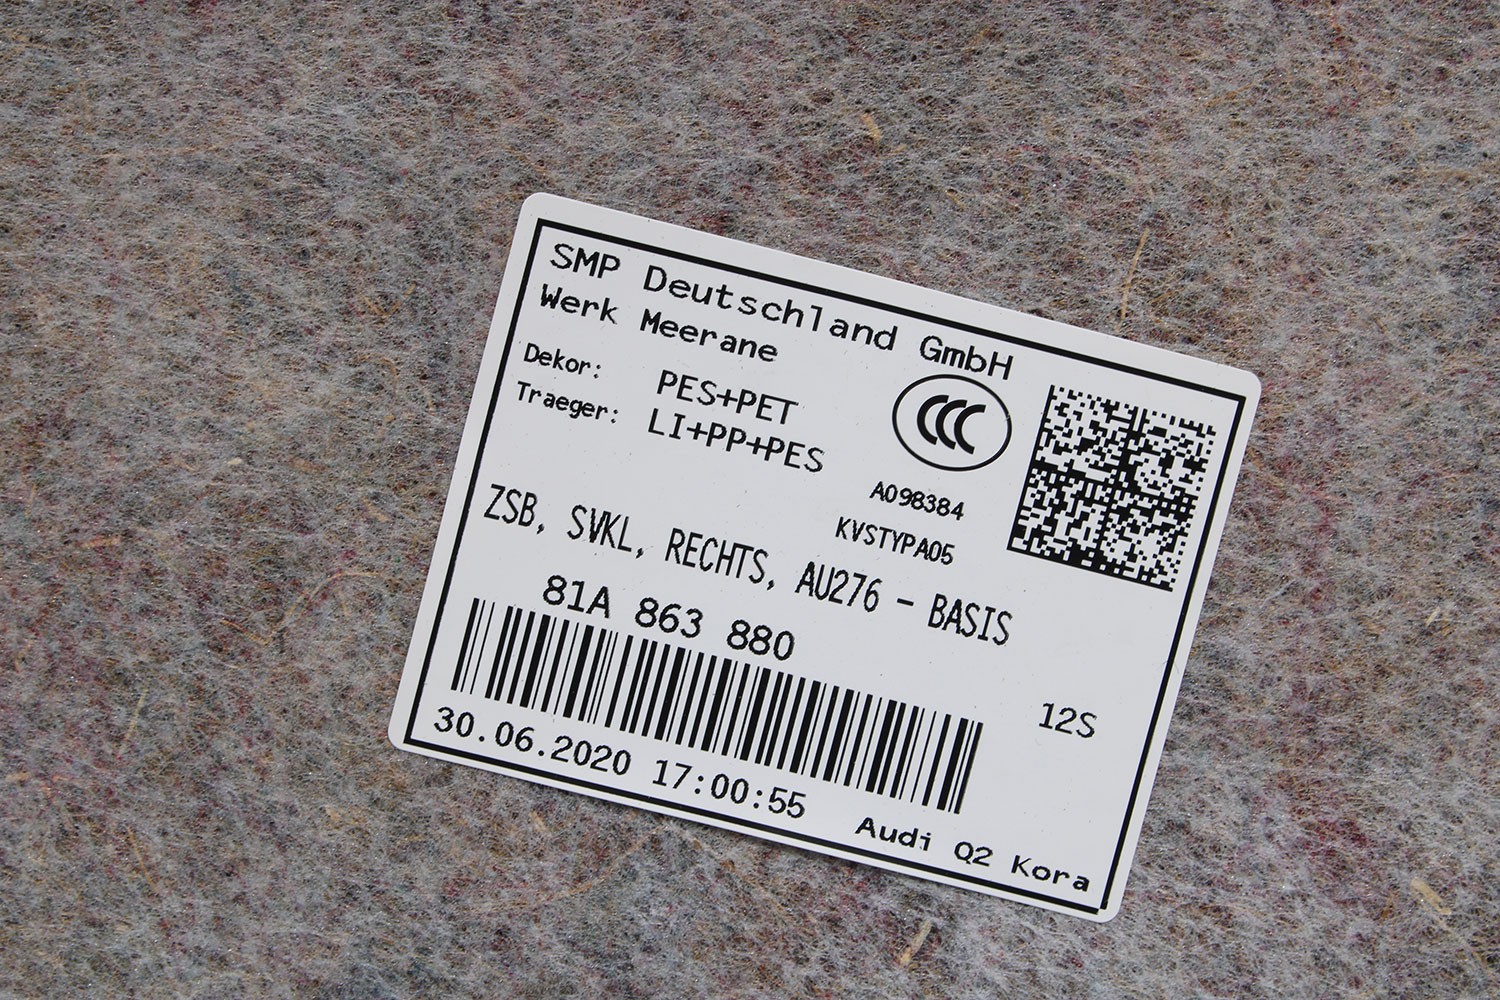 SMP Deutschland GmbH
Werk Meerane
Dekor: PES+PET
Traeger: LI+PP+PES
CCC
A098384
KVSTYPA05
ZSB, SVKL, RECHTS, AU276 - BASIS
81A 863 880
12S
30.06.2020 17:00:55
Audi Q2 Kora